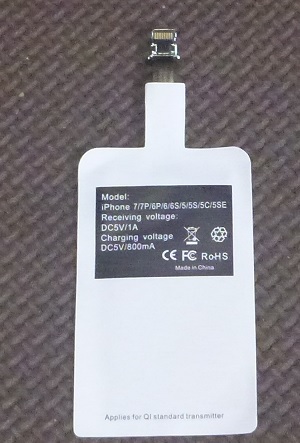 Model:
iPhone 7/7P/6P/6/6S/5/5S/5C/5SE
Receiving voltage:
DC5V/1A
Charging voltage
DC5V/800mA
CE FC RoHS
Made in China
Applies for QI standard transmitter